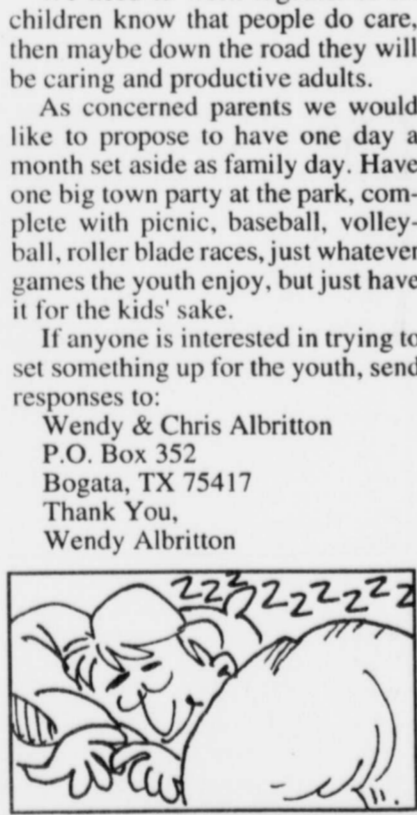 children know that people do care,
then maybe down the road they will
be caring and productive adults.
As concerned parents we would
like to propose to have one day a
month set aside as family day. Have
one big town party at the park, com-
plete with picnic, baseball, volley-
ball, roller blade races, just whatever
games the youth enjoy, but just have
it for the kids' sake.
If anyone is interested in trying to
set something up for the youth, send
responses to:
Wendy & Chris Albritton
P.O. Box 352
Bogata, TX 75417
Thank You,
Wendy Albritton
ZZZ ZZZZZZZ